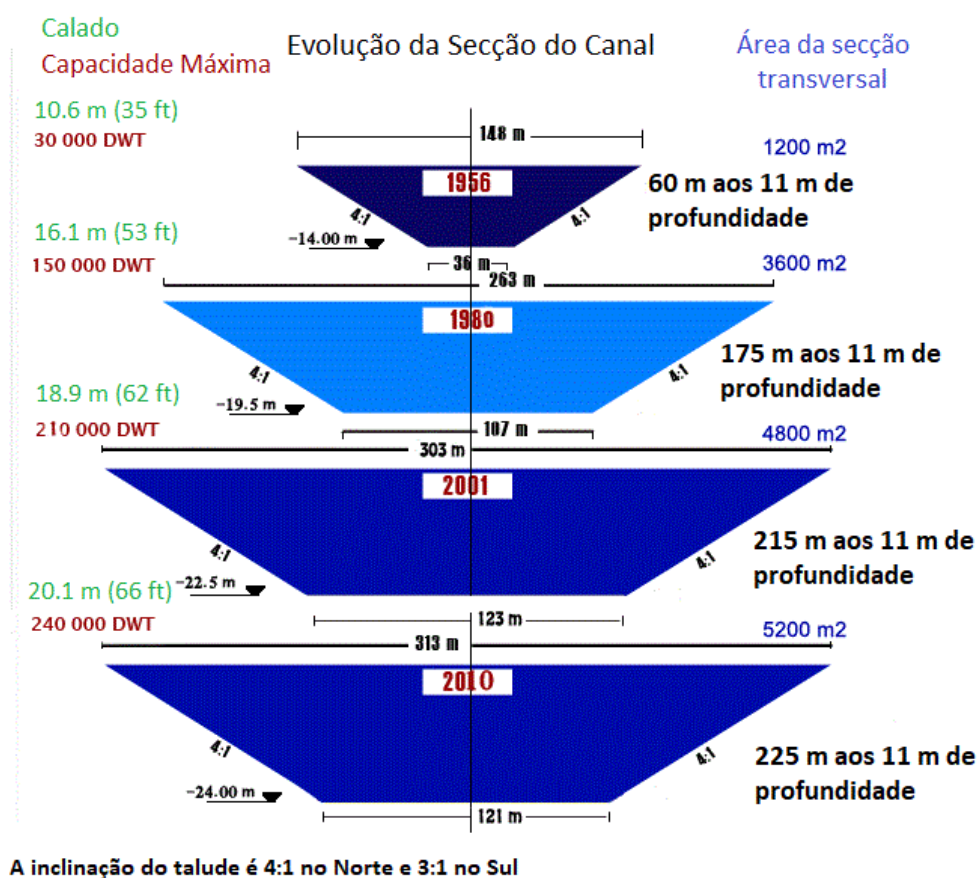 Calado
Capacidade Máxima
Evolução da Secção do Canal
Área da secção
transversal
10.6 m (35 ft)
30 000 DWT
148 m
1200 m2
1956
60 m aos 11 m de
profundidade
4:1
4:1
-14.00 m
36 m
16.1 m (53 ft)
150 000 DWT
263 m
3600 m2
1980
175 m aos 11 m de
profundidade
4:1
4:1
-19.5 m
107 m
18.9 m (62 ft)
210 000 DWT
303 m
4800 m2
2001
215 m aos 11 m de
profundidade
4:1
4:1
-22.5 m
123 m
20.1 m (66 ft)
240 000 DWT
313 m
5200 m2
2010
225 m aos 11 m de
profundidade
4:1
4:1
-24.00 m
121 m
A inclinação do talude é 4:1 no Norte e 3:1 no Sul